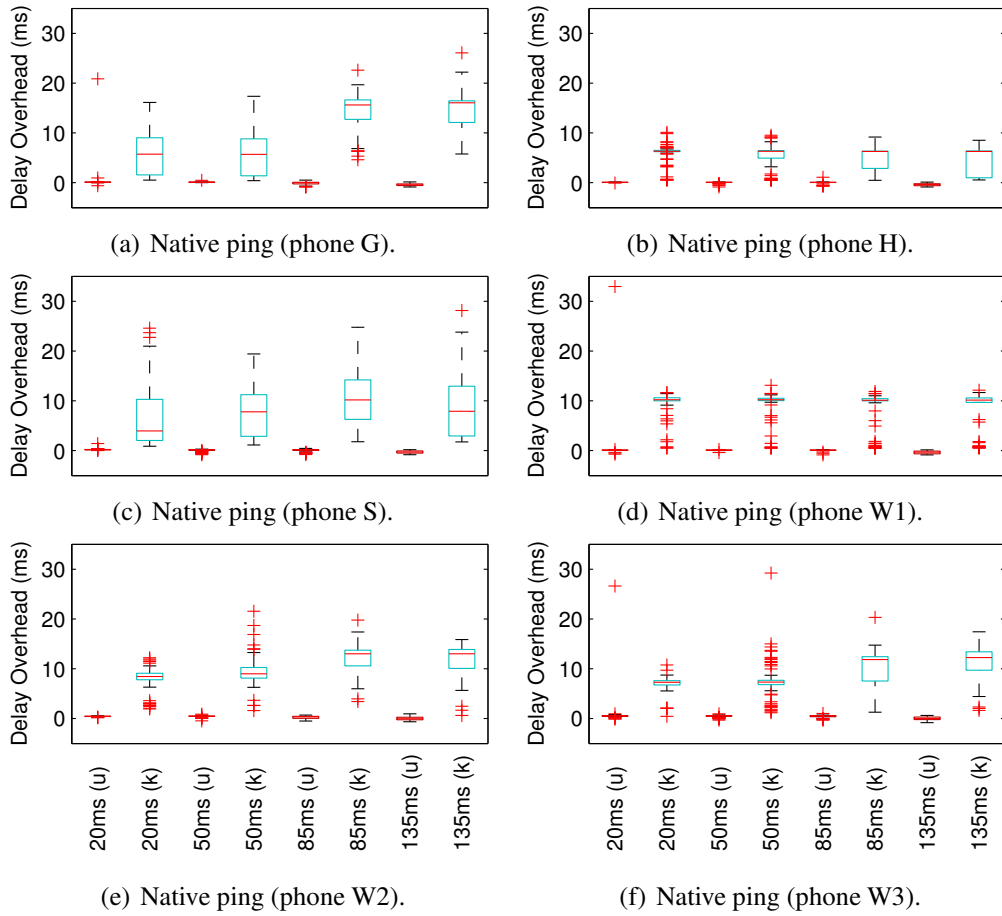 Delay Overhead (ms)
30
20
10
0
(a) Native ping (phone G).
Delay Overhead (ms)
30
20
10
0
(b) Native ping (phone H).
Delay Overhead (ms)
30
20
10
0
(c) Native ping (phone S).
Delay Overhead (ms)
30
20
10
0
(d) Native ping (phone W1).
Delay Overhead (ms)
30
20
10
0
20ms (u)
20ms (k)
50ms (u)
50ms (k)
85ms (u)
85ms (k)
135ms (u)
135ms (k)
(e) Native ping (phone W2).
Delay Overhead (ms)
30
20
10
0
20ms (u)
20ms (k)
50ms (u)
50ms (k)
85ms (u)
85ms (k)
135ms (u)
135ms (k)
(f) Native ping (phone W3).